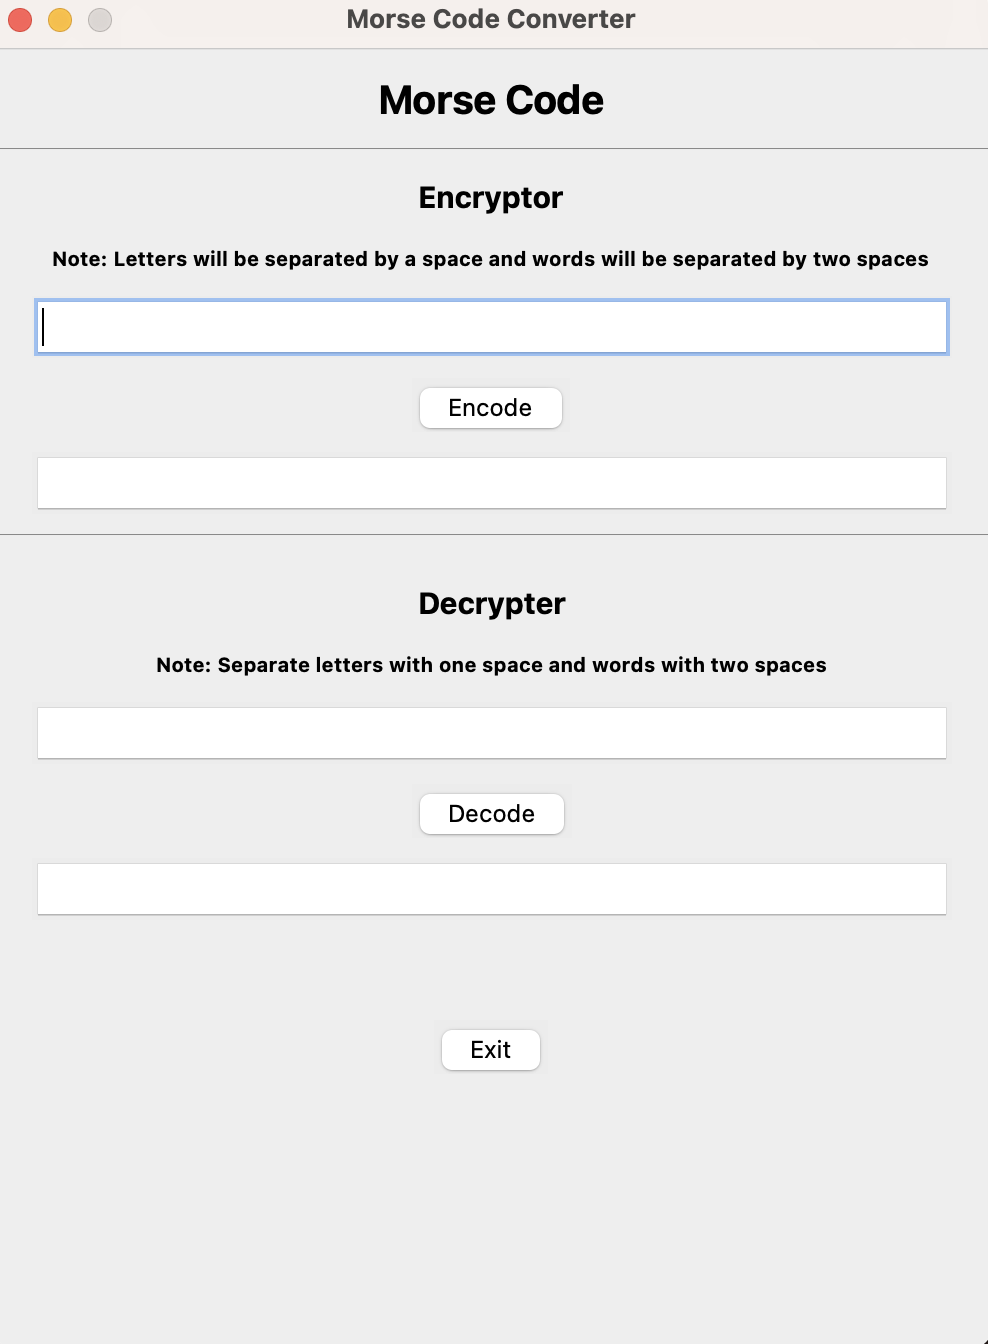 Morse Code Converter
Morse Code
Encryptor
Note: Letters will be separated by a space and words will be separated by two spaces
Encode
Decrypter
Note: Separate letters with one space and words with two spaces
Decode
Exit